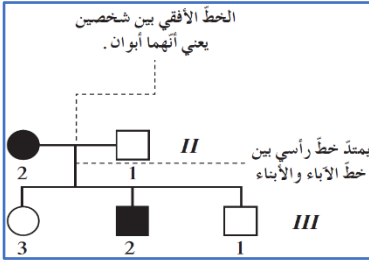 الخطّ الأفقي بين شخصين
يعني أنّهما أبوان .
يمتدّ خطّ رأسي بين
خطّ الآباء والأبناء
II
1
2
III
1
2
3